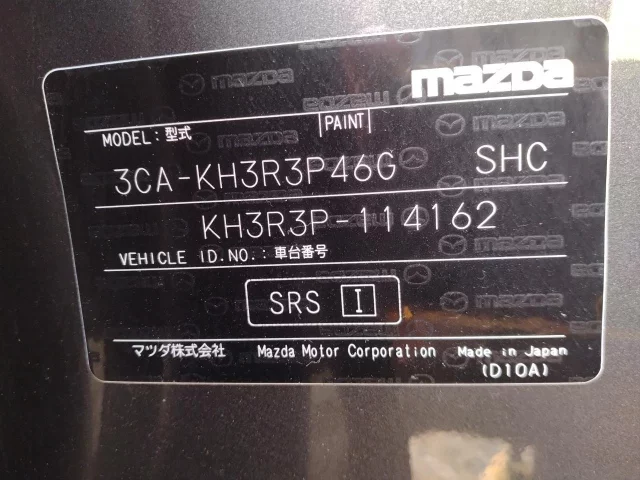 mazda
MODEL:型式 PAINT
3CA-KH3R3P46G SHC
KH3R3P-114162
VEHICLE ID.NO.:車台番号
SRS I
マツダ株式会社 Mazda Motor Corporation Made in Japan
(D10A)